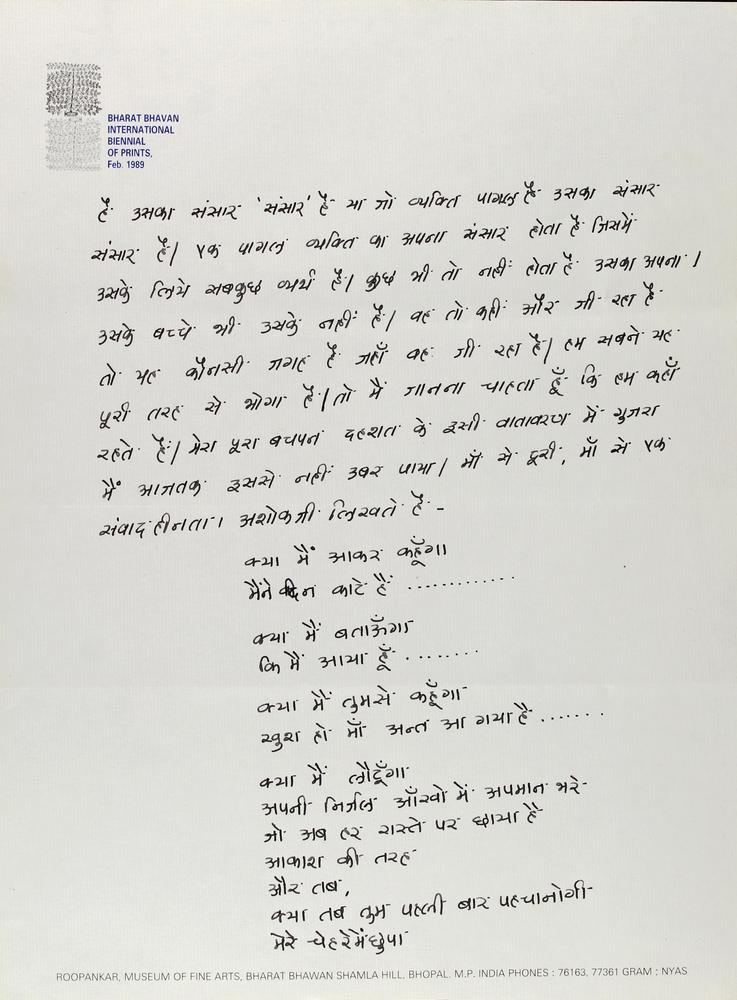 BHARAT BHAVAN
INTERNATIONAL
BIENNIAL
OF PRINTS,
Feb. 1989
है उसका संसार 'संसार' है या जो व्यक्ति पागल है उसका संसार
संसार है। एक पागल व्यक्ति का अपना संसार होता है जिसमें
उसके लिये सबकुछ व्यर्थ है। कुछ भी तो नहीं होता है उसका अपना।
उसके बच्चे भी उसके नहीं है। वह तो कहीं और जी रहा है
तो यह कौनसी जगह है जहाँ वह जी रहा है। हम सबने यह
पूरी तरह से भोगा है। तो मैं जानना चाहता हूँ कि हम कहाँ
रहते हैं। मेरा पूरा बचपन दहशत के इसी वातावरण में गुजरा
मैं आजतक इससे नहीं उबर पाया। माँ से दूरी, माँ से एक
संवादहीनता। अशोकजी लिखते है -
क्या मैं आकर कहूँगा
मैंने दिन काटे हैं ............
क्या मैं बताऊँगा
कि मैं आया हूँ ........
क्या मैं तुमसे कहूँगा
खुश हो माँ अन्त आ गया है .......
क्या मैं लौटूँगा
अपनी निर्जल आँखों में अपमान भरे
जो अब हर रास्ते पर छाया है
आकाश की तरह
और तब,
क्या तब तुम पहली बार पहचानोगी
मेरे चेहरे में छुपा
ROOPANKAR, MUSEUM OF FINE ARTS, BHARAT BHAWAN SHAMLA HILL, BHOPAL. M.P. INDIA PHONES : 76163, 77361 GRAM : NYAS